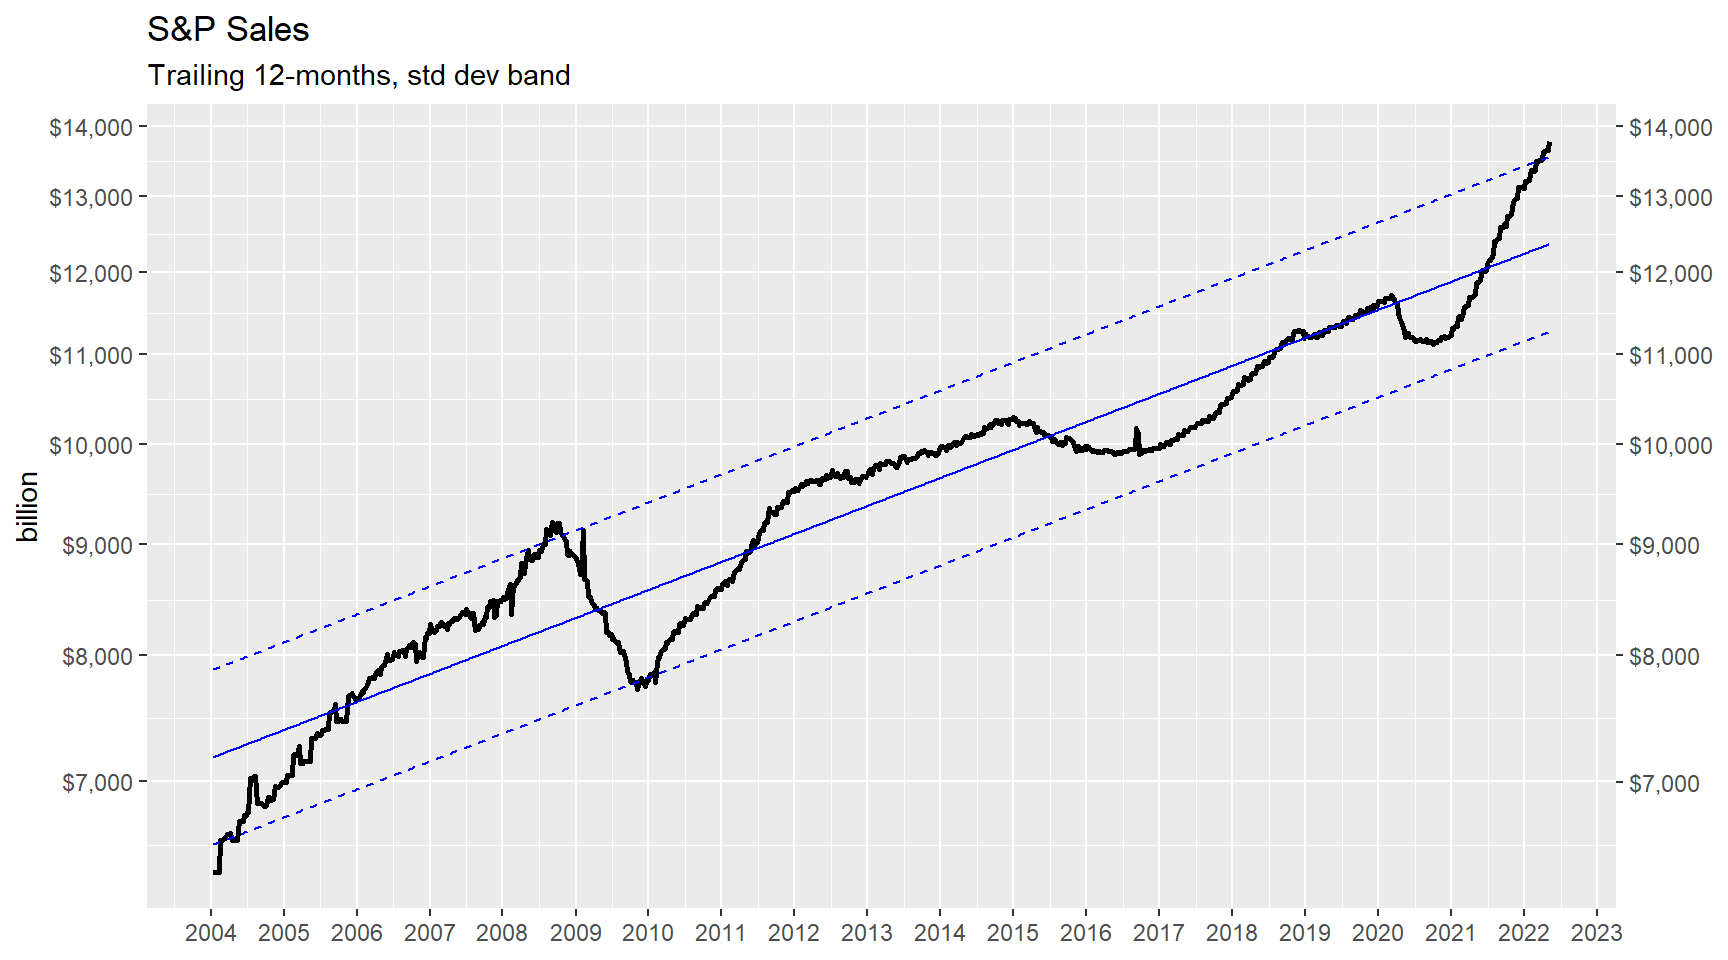 S&P Sales
Trailing 12-months, std dev band
$14,000 $14,000
$13,000 $13,000
$12,000 $12,000
$11,000 $11,000
$10,000 $10,000
billion
$9,000 $9,000
$8,000 $8,000
$7,000 $7,000
2004 2005 2006 2007 2008 2009 2010 2011 2012 2013 2014 2015 2016 2017 2018 2019 2020 2021 2022 2023